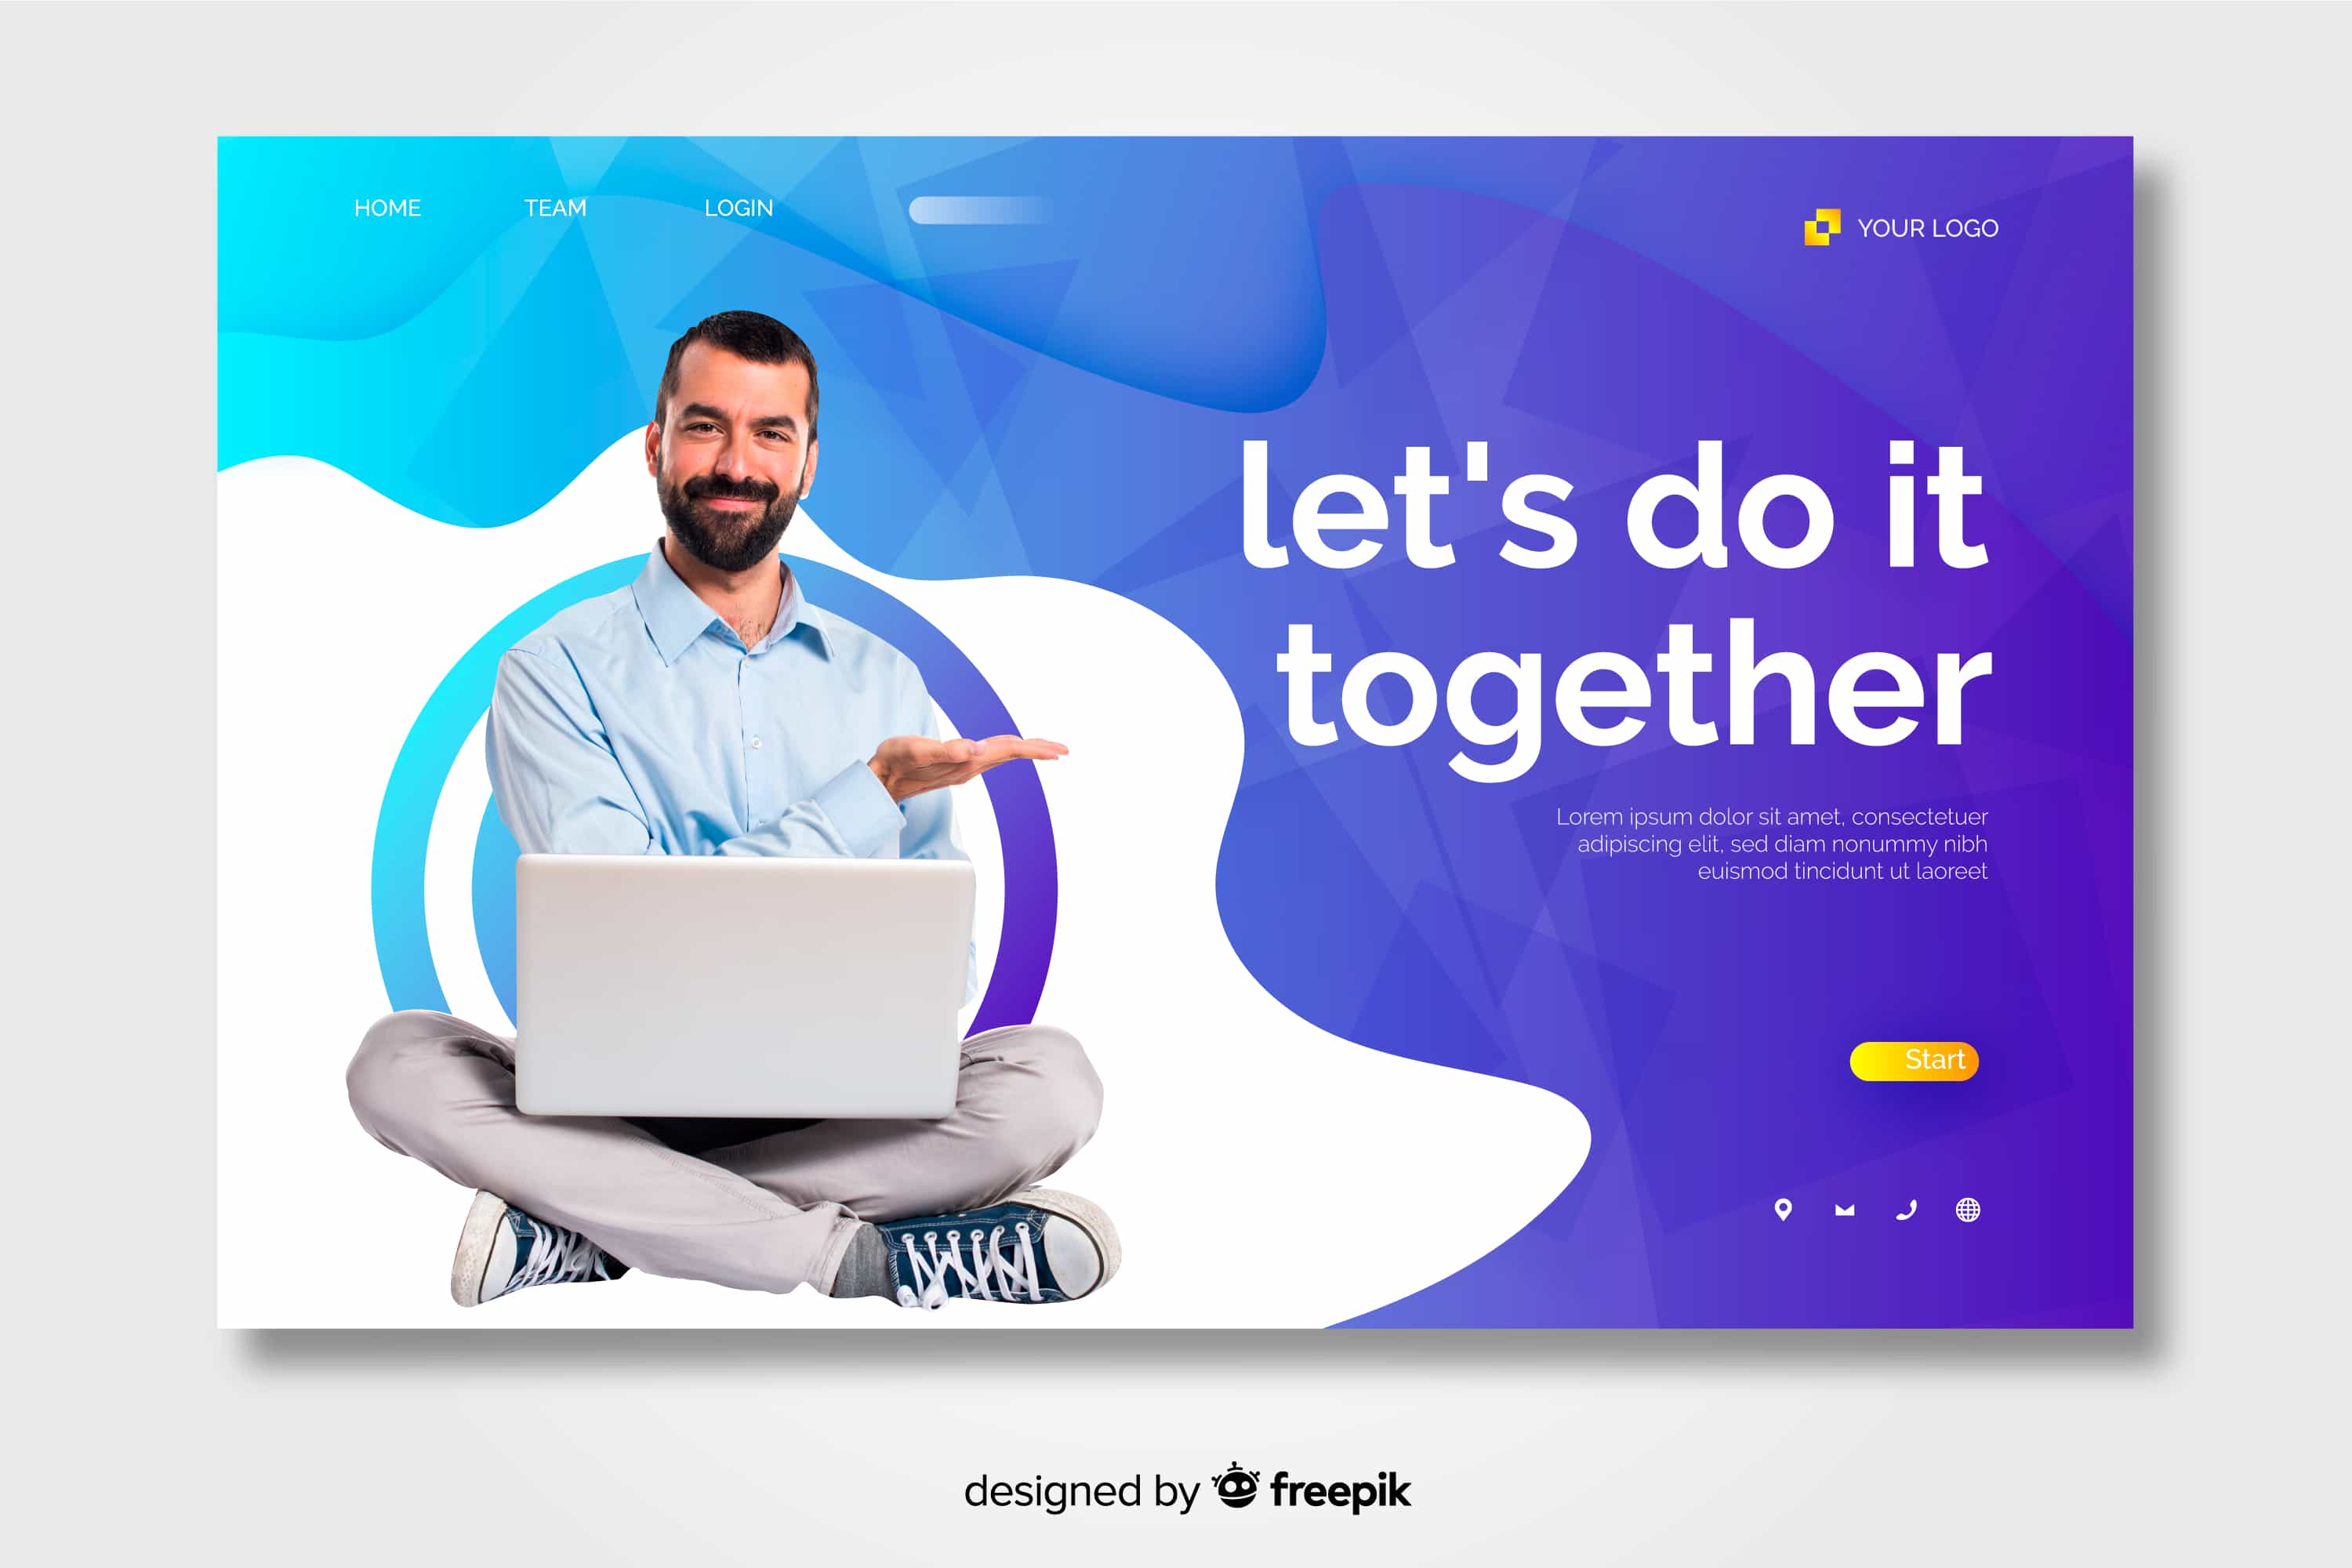 HOME TEAM LOGIN
YOUR LOGO
let's do it
together
Lorem ipsum dolor sit amet, consectetuer
adipiscing elit, sed diam nonummy nibh
euismod tincidunt ut laoreet
Start
designed by freepik